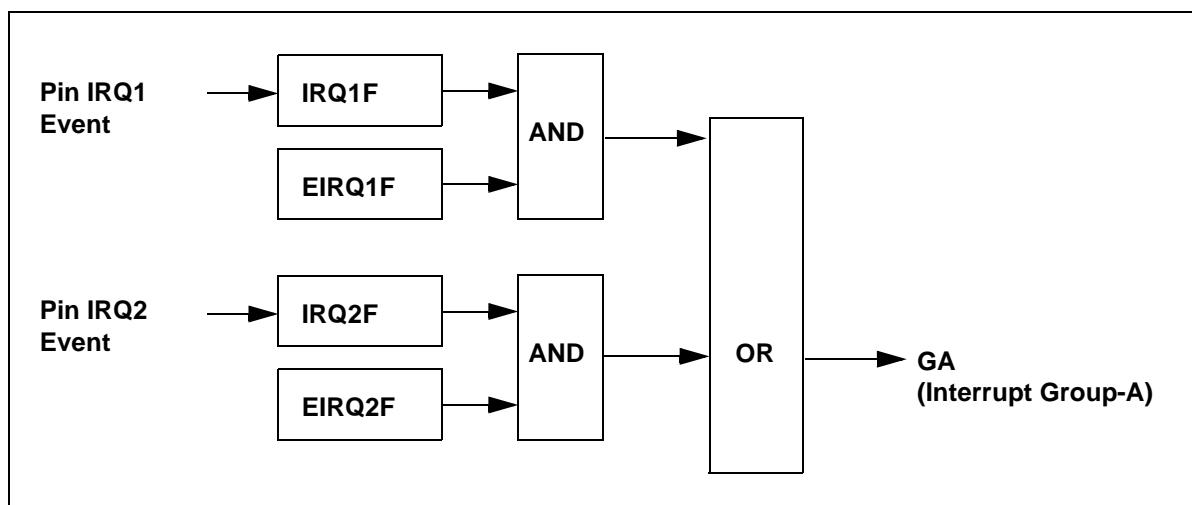 Pin IRQ1
Event
IRQ1F
EIRQ1F
AND
Pin IRQ2
Event
IRQ2F
EIRQ2F
AND
OR
GA
(Interrupt Group-A)